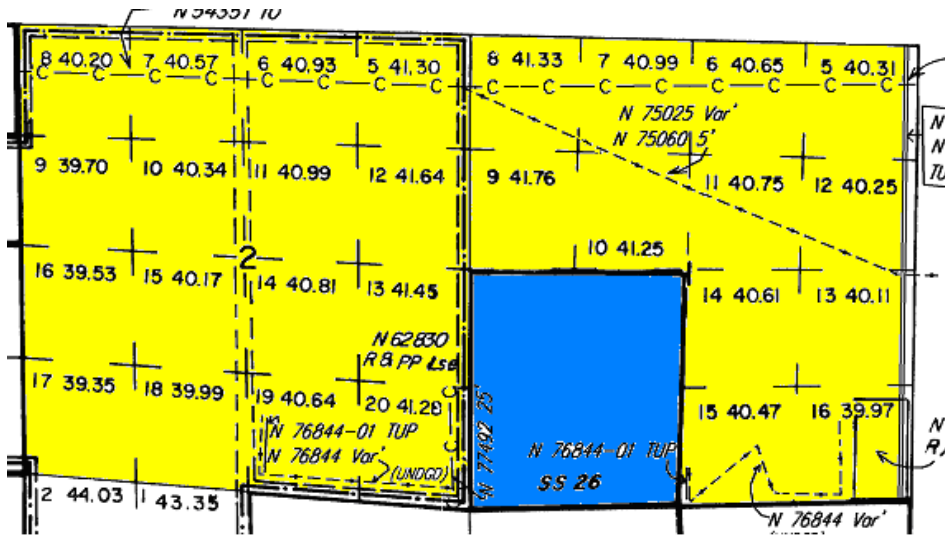 N 54351 10
8 40.20 7 40.57 6 40.93 5 41.30 8 41.33 7 40.99 6 40.65 5 40.31
C C C C C C C C C C C C C C C C
N 75025 Var'
N 75060 5'
N
N
TU
9 39.70 10 40.34 11 40.99 12 41.64 9 41.76 11 40.75 12 40.25
2
10 41.25
16 39.53 15 40.17 14 40.81 13 41.45 14 40.61 13 40.11
N 62830
R & PP Lse
17 39.35 18 39.99 19 40.64 20 41.28 15 40.47 16 39.97
C
C
N 77492 25'
N 76844-01 TUP
N 76844 Var'
(UNDGD)
N 76844-01 TUP
SS 26
N
R
2 44.03 1 43.35
N 76844 Var'